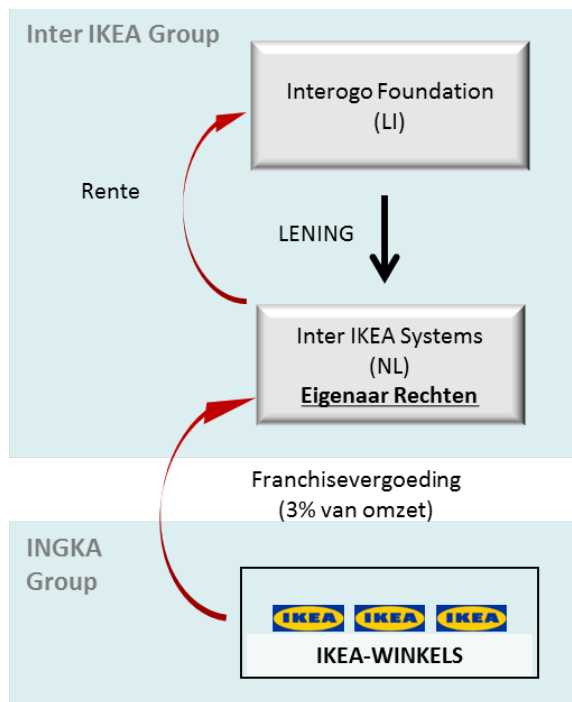 Inter IKEA Group
Interogo Foundation
(LI)
Rente
LENING
Inter IKEA Systems
(NL)
Eigenaar Rechten
Franchisevergoeding
(3% van omzet)
INGKA
Group
IKEA IKEA IKEA
IKEA-WINKELS